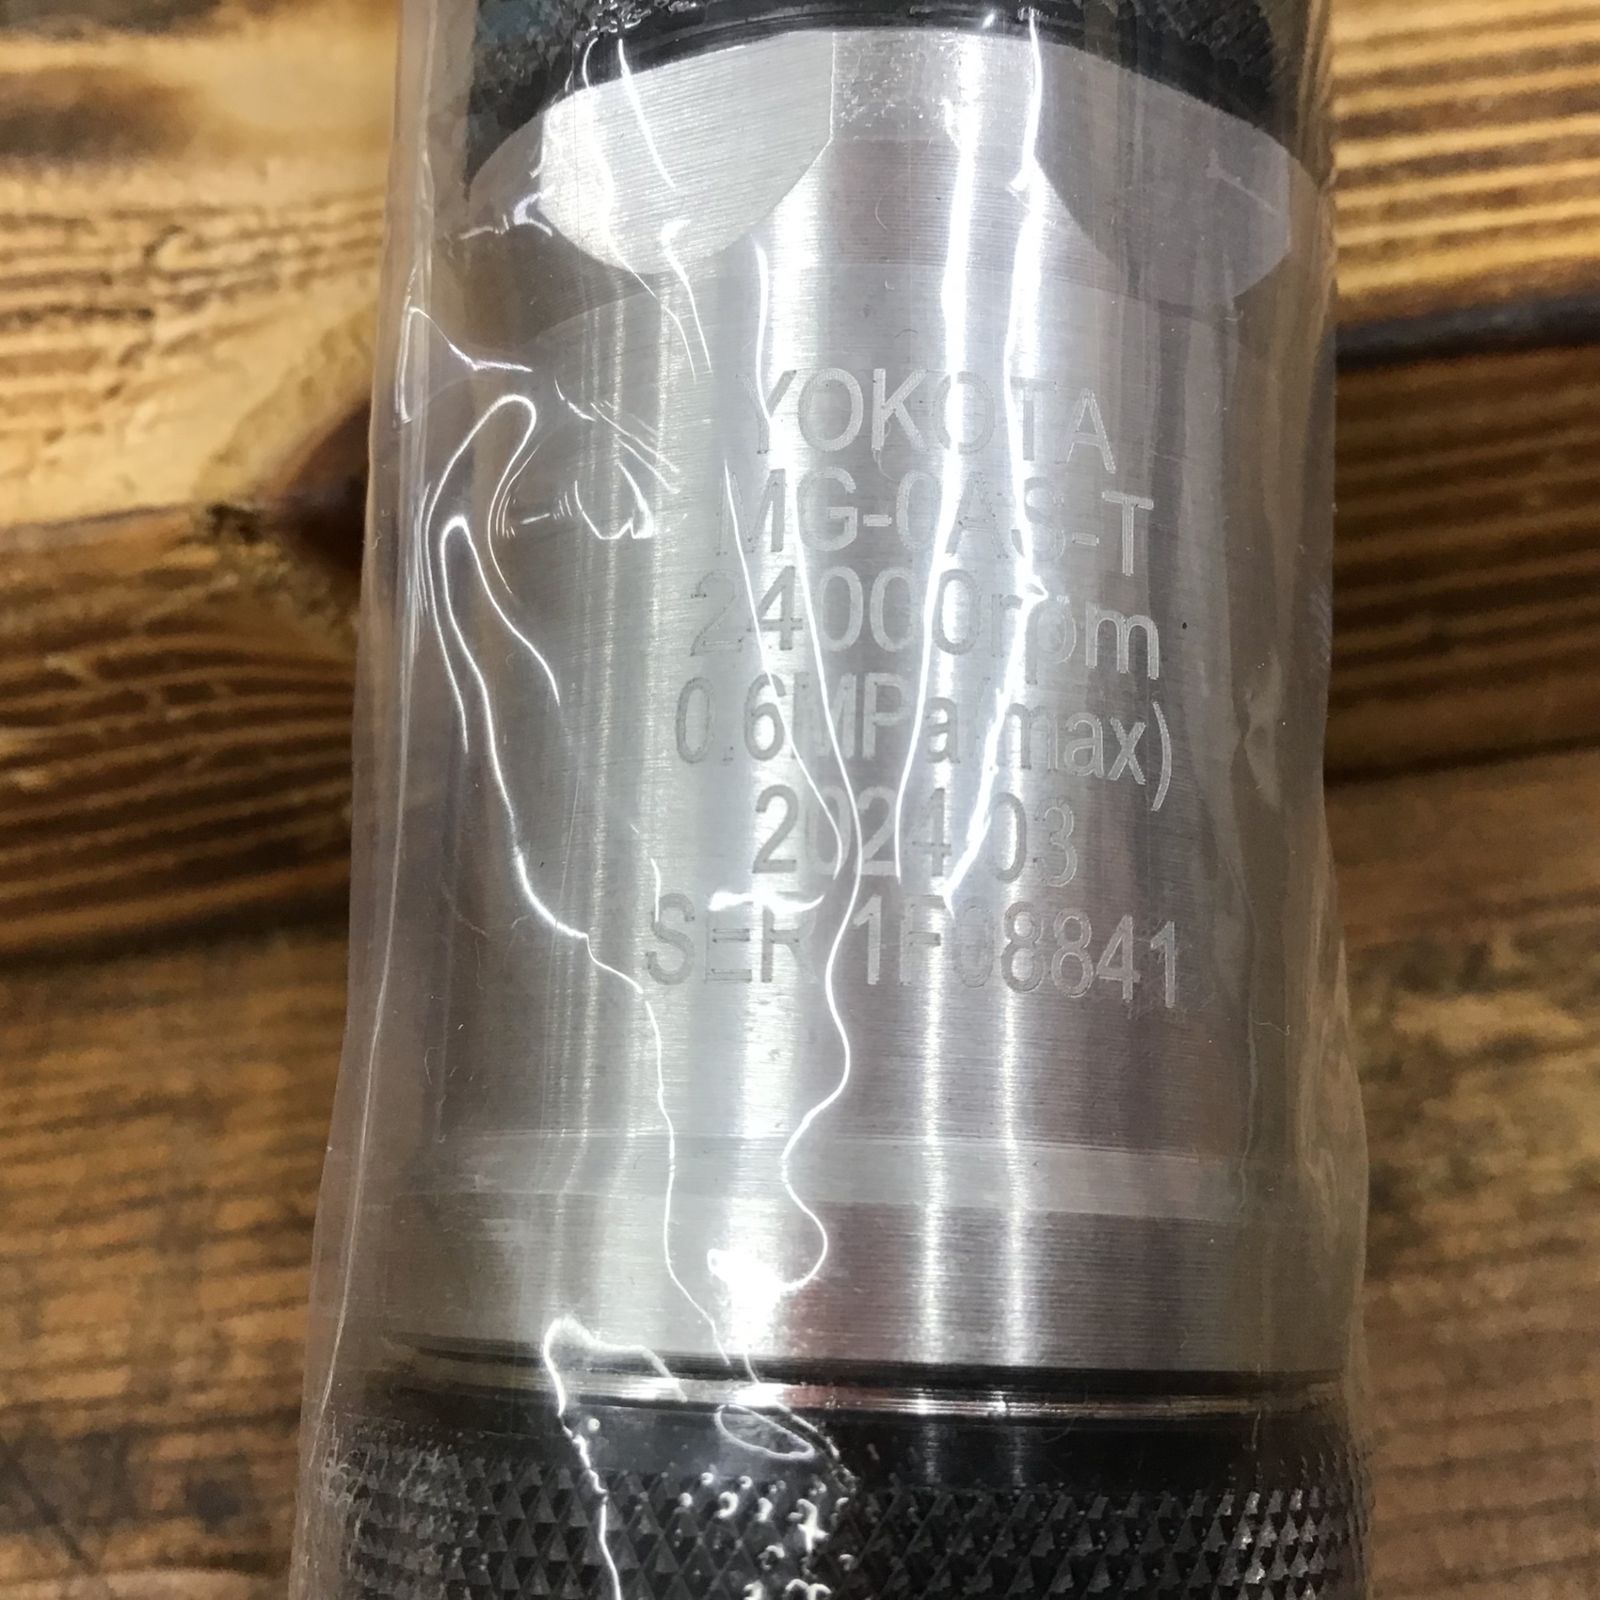 YOKOTA
MG-0AS-T
24000rpm
0.6MPa(max)
2024/03
SER 1F08841